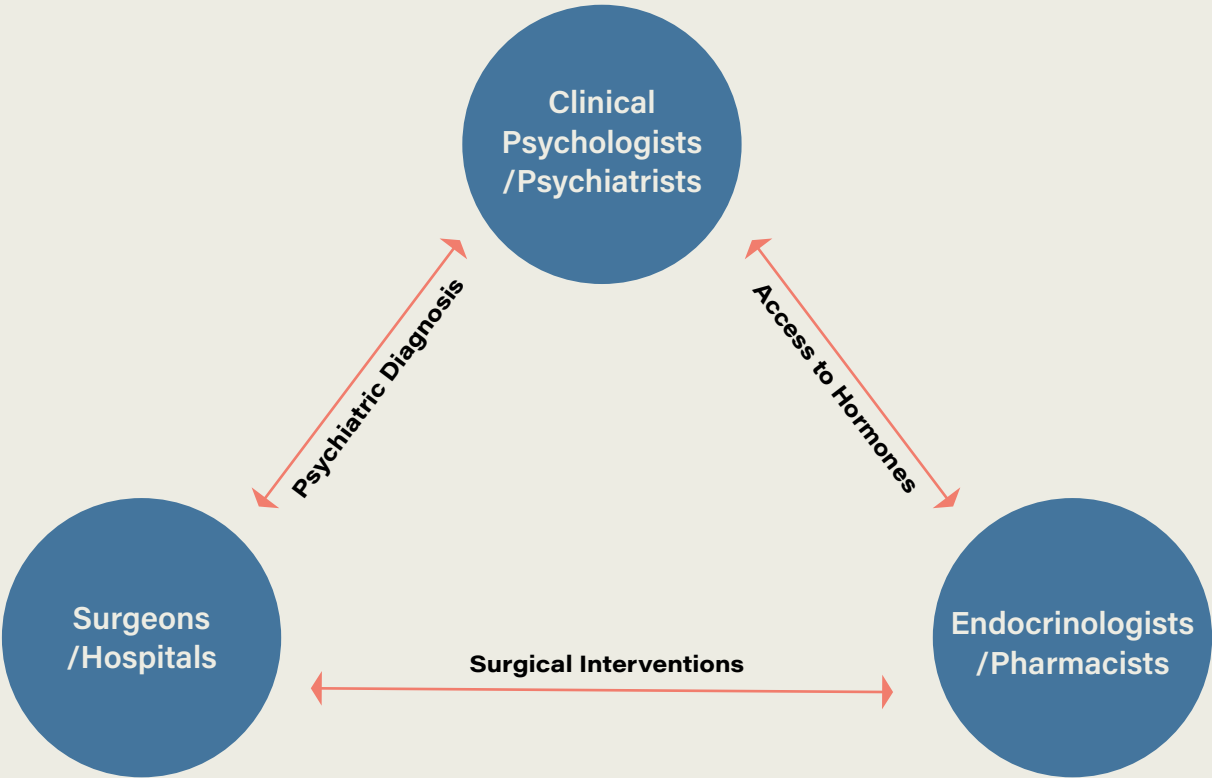 Clinical
Psychologists
/Psychiatrists
Psychiatric Diagnosis
Access to Hormones
Surgeons
/Hospitals
Surgical Interventions
Endocrinologists
/Pharmacists